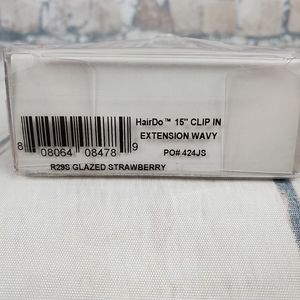 HairDo™ 15" CLIP IN
EXTENSION WAVY
PO# 424JS
8 08064 08478 9
R29S GLAZED STRAWBERRY